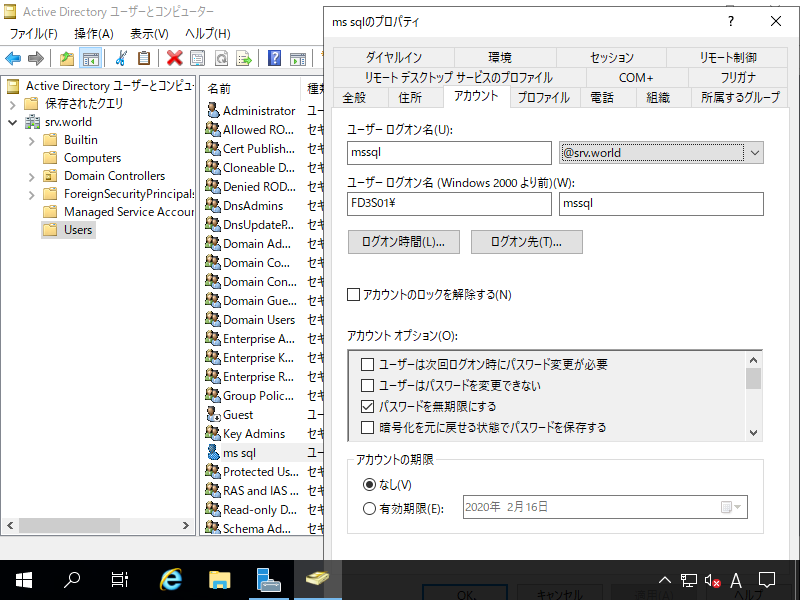 Active Directory ユーザーとコンピューター
ファイル(F) 操作(A) 表示(V) ヘルプ(H)
Active Directory ユーザーとコンピュ
保存されたクエリ
srv.world
Builtin
Computers
Domain Controllers
ForeignSecurityPrincipals
Managed Service Accour
Users
名前 種類
Administrator ユー
Allowed RO... セキ
Cert Publish... セキ
Cloneable D... セキ
Denied ROD... セキ
DnsAdmins セキ
DnsUpdateP... セキ
Domain Ad... セキ
Domain Co... セキ
Domain Con... セキ
Domain Gue... セキ
Domain Users セキ
Enterprise A... セキ
Enterprise K... セキ
Enterprise R... セキ
Group Polic... セキ
Guest ユー
Key Admins セキ
ms sql ユー
Protected Us... セキ
RAS and IAS ... セキ
Read-only D... セキ
Schema Ad... セキ
ms sqlのプロパティ
ダイヤルイン 環境 セッション リモート制御
リモート デスクトップ サービスのプロファイル COM+ フリガナ
全般 住所 アカウント プロファイル 電話 組織 所属するグループ
ユーザー ログオン名(U):
mssql @srv.world
ユーザー ログオン名 (Windows 2000 より前)(W):
FD3S01¥ mssql
ログオン時間(L)... ログオン先(T)...
アカウントのロックを解除する(N)
アカウント オプション(O):
ユーザーは次回ログオン時にパスワード変更が必要
ユーザーはパスワードを変更できない
パスワードを無期限にする
暗号化を元に戻せる状態でパスワードを保存する
アカウントの期限
なし(V)
有効期限(E): 2020年 2月16日
OK キャンセル 適用(A) ヘルプ
A